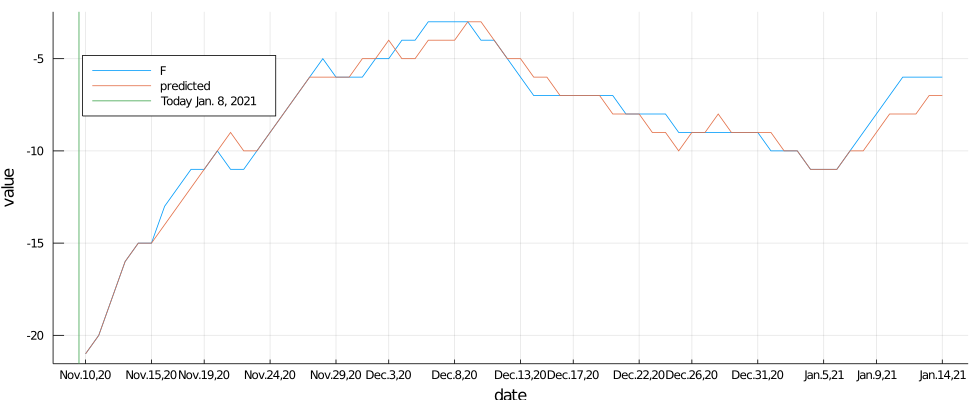 value
-5
-10
-15
-20
F
predicted
Today Jan. 8, 2021
Nov.10,20 Nov.15,20 Nov.19,20 Nov.24,20 Nov.29,20 Dec.3,20 Dec.8,20 Dec.13,20 Dec.17,20 Dec.22,20 Dec.26,20 Dec.31,20 Jan.5,21 Jan.9,21 Jan.14,21
date